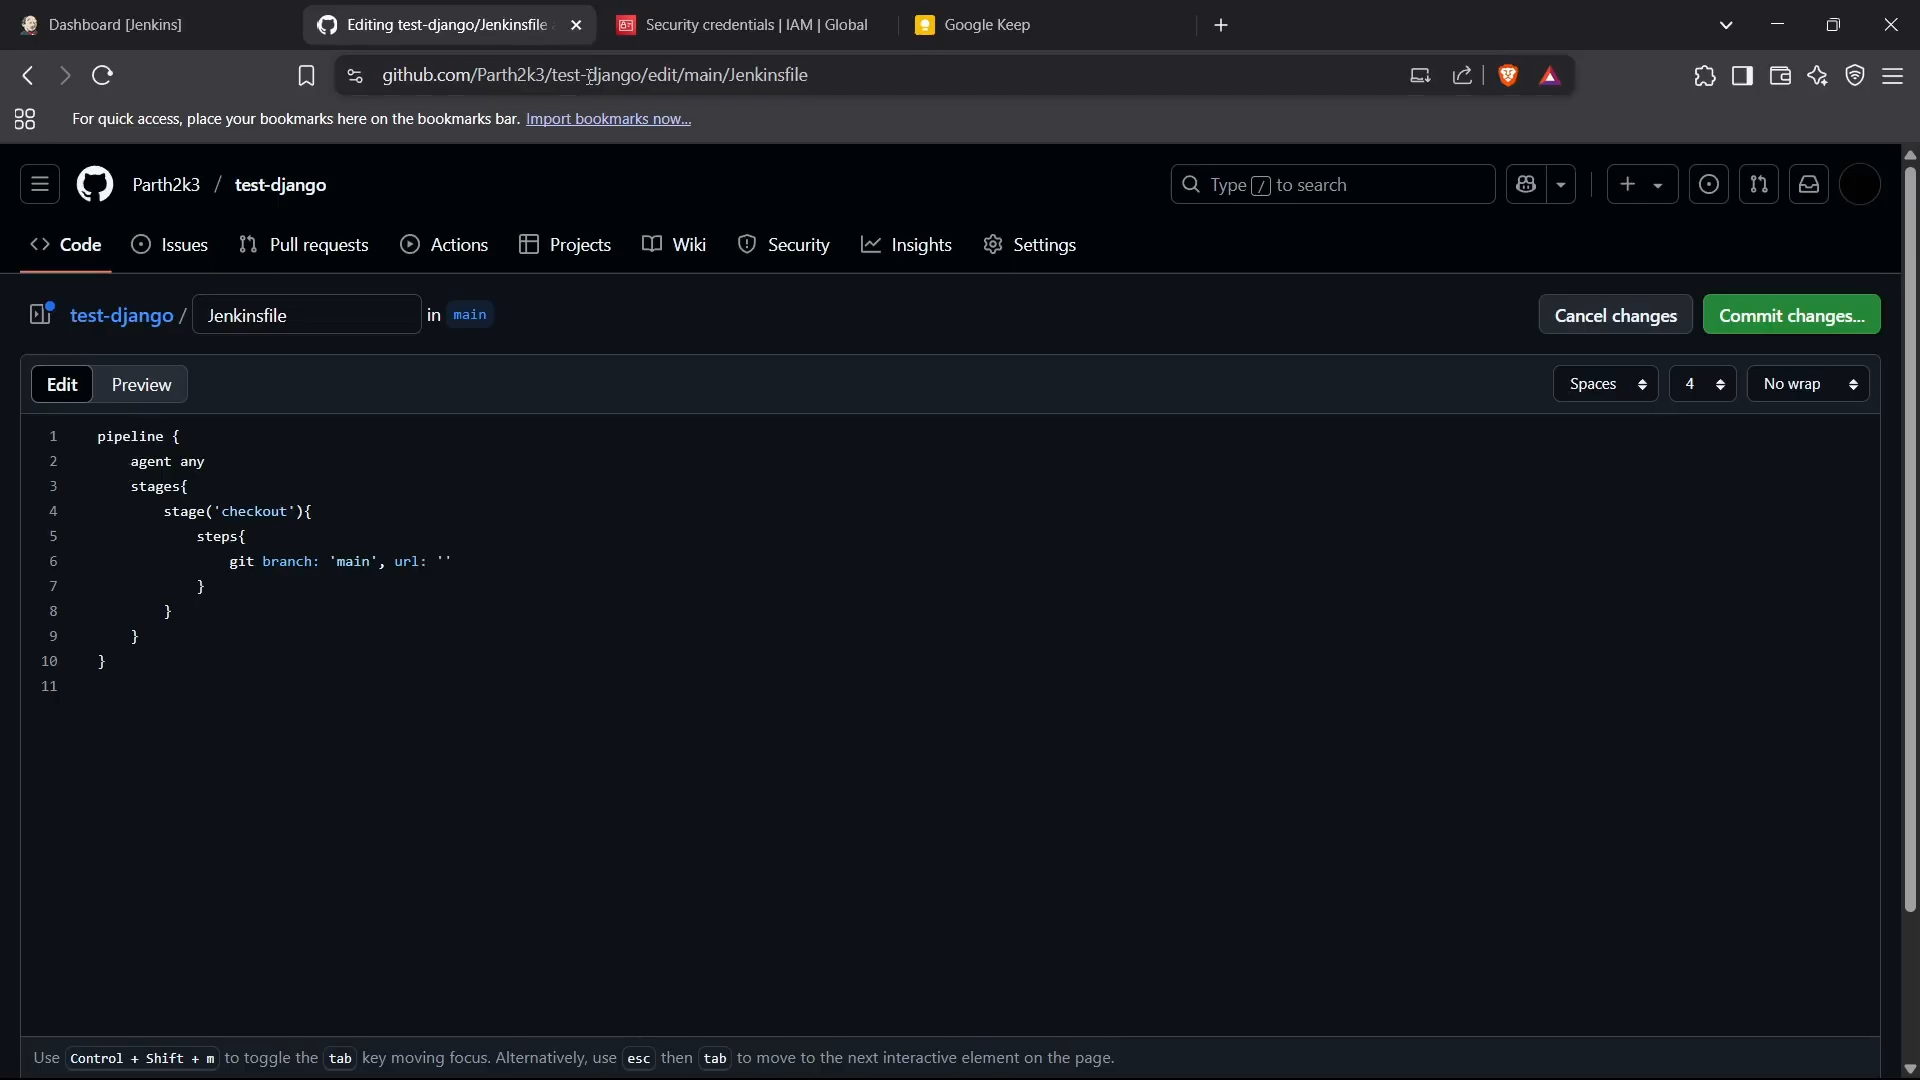 Dashboard [Jenkins]
Editing test-django/Jenkinsfile
Security credentials | IAM | Global
Google Keep
github.com/Parth2k3/test-django/edit/main/Jenkinsfile
For quick access, place your bookmarks here on the bookmarks bar. Import bookmarks now...
Parth2k3 / test-django
Type / to search
Code
Issues
Pull requests
Actions
Projects
Wiki
Security
Insights
Settings
test-django / Jenkinsfile in main
Cancel changes
Commit changes...
Edit
Preview
Spaces
4
No wrap
1 pipeline {
2     agent any
3     stages{
4         stage('checkout'){
5             steps{
6                 git branch: 'main', url: ''
7             }
8         }
9     }
10 }
11
Use Control + Shift + m to toggle the tab key moving focus. Alternatively, use esc then tab to move to the next interactive element on the page.